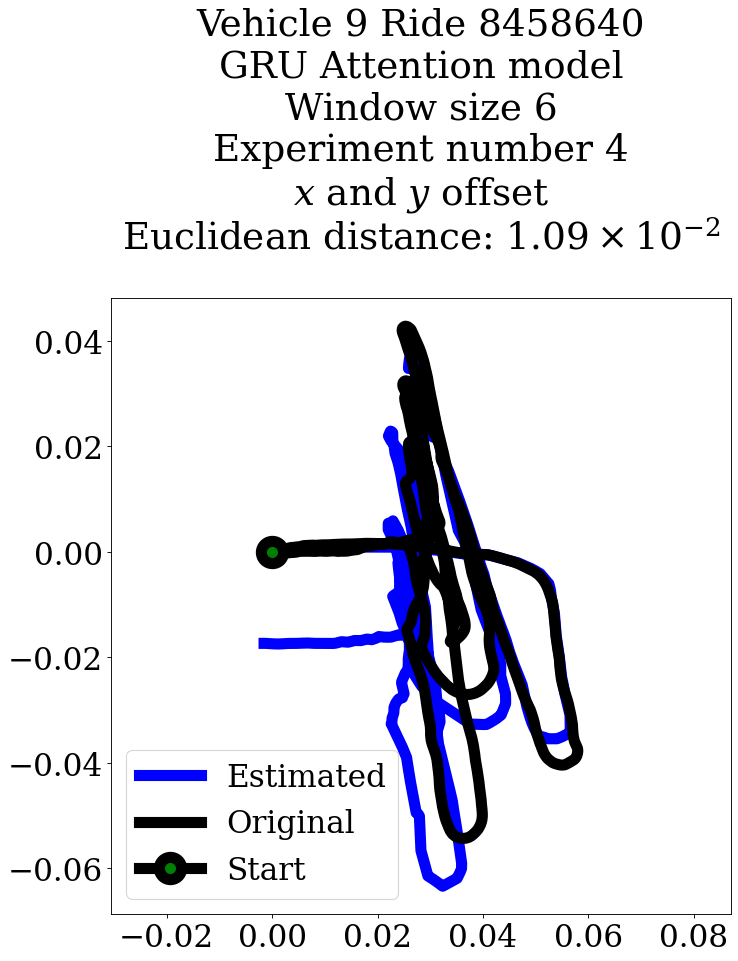 Vehicle 9 Ride 8458640
GRU Attention model
Window size 6
Experiment number 4
x and y offset
Euclidean distance: 1.09 × 10⁻²
0.04
0.02
0.00
−0.02
−0.04
−0.06
Estimated
Original
Start
−0.02 0.00 0.02 0.04 0.06 0.08